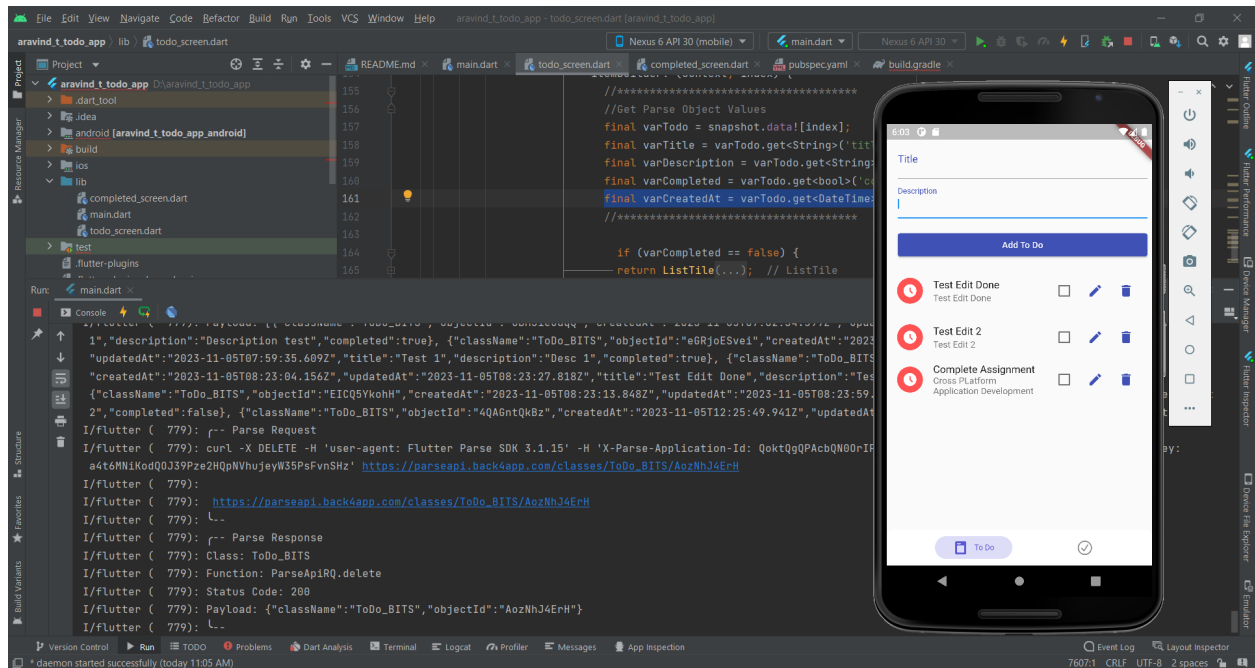 File Edit View Navigate Code Refactor Build Run Tools VCS Window Help aravind_t_todo_app - todo_screen.dart [aravind_t_todo_app]
aravind_t_todo_app lib todo_screen.dart Nexus 6 API 30 (mobile) main.dart Nexus 6 API 30
Project README.md main.dart todo_screen.dart completed_screen.dart pubspec.yaml build.gradle
aravind_t_todo_app D:\aravind_t_todo_app
.dart_tool
.idea
android [aravind_t_todo_app_android]
build
ios
lib
completed_screen.dart
main.dart
todo_screen.dart
test
.flutter-plugins
155 //*************************************
156 //Get Parse Object Values
157 final varTodo = snapshot.data![index];
158 final varTitle = varTodo.get<String>('tit
159 final varDescription = varTodo.get<String>
160 final varCompleted = varTodo.get<bool>('co
161 final varCreatedAt = varTodo.get<DateTime>
162 //*************************************
163
164 if (varCompleted == false) {
165 return ListTile(...); // ListTile
Run: main.dart
Console
1","description":"Description test","completed":true}, {"className":"ToDo_BITS","objectId":"eGRjoESvei","createdAt":"2023
"updatedAt":"2023-11-05T07:59:35.609Z","title":"Test 1","description":"Desc 1","completed":true}, {"className":"ToDo_BITS
"createdAt":"2023-11-05T08:23:04.156Z","updatedAt":"2023-11-05T08:23:27.818Z","title":"Test Edit Done","description":"Tes
{"className":"ToDo_BITS","objectId":"EICQ5YkohH","createdAt":"2023-11-05T08:23:13.848Z","updatedAt":"2023-11-05T08:23:59.
2","completed":false}, {"className":"ToDo_BITS","objectId":"4QAGntQkBz","createdAt":"2023-11-05T12:25:49.941Z","updatedAt
I/flutter ( 779): ╭-- Parse Request
I/flutter ( 779): curl -X DELETE -H 'user-agent: Flutter Parse SDK 3.1.15' -H 'X-Parse-Application-Id: QoktQgQPAcbQN0OrIF ey:
a4t6MNiKodQOJ39Pze2HQpNVhujeyW35PsFvnSHz' https://parseapi.back4app.com/classes/ToDo_BITS/AozNhJ4ErH
I/flutter ( 779):
I/flutter ( 779): https://parseapi.back4app.com/classes/ToDo_BITS/AozNhJ4ErH
I/flutter ( 779): ╰--
I/flutter ( 779): ╭-- Parse Response
I/flutter ( 779): Class: ToDo_BITS
I/flutter ( 779): Function: ParseApiRQ.delete
I/flutter ( 779): Status Code: 200
I/flutter ( 779): Payload: {"className":"ToDo_BITS","objectId":"AozNhJ4ErH"}
I/flutter ( 779): ╰--
Version Control Run TODO Problems Dart Analysis Terminal Logcat Profiler Messages App Inspection Event Log Layout Inspector
* daemon started successfully (today 11:05 AM) 7607:1 CRLF UTF-8 2 spaces
Project
Resource Manager
Structure
Favorites
Build Variants
Flutter Outline
Flutter Performance
Device Manager
Device File Explorer
Emulator
6:03
DEBUG
Title
Description
Add To Do
Test Edit Done
Test Edit Done
Test Edit 2
Test Edit 2
Complete Assignment
Cross PLatform
Application Development
To Do